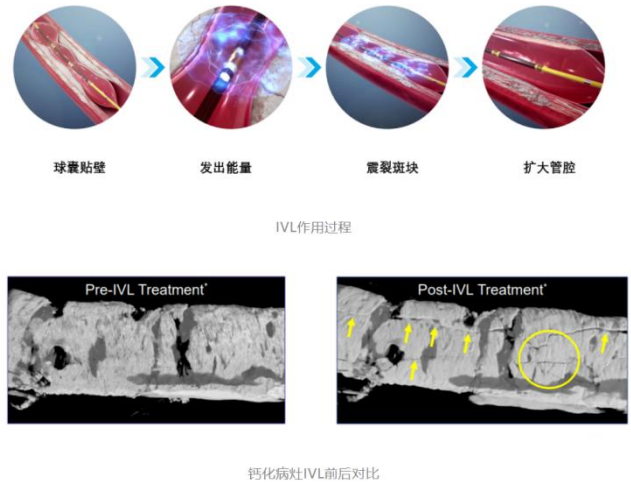 球囊贴壁
发出能量
震裂斑块
扩大管腔
IVL作用过程
Pre-IVL Treatment*
Post-IVL Treatment*
钙化病灶IVL前后对比